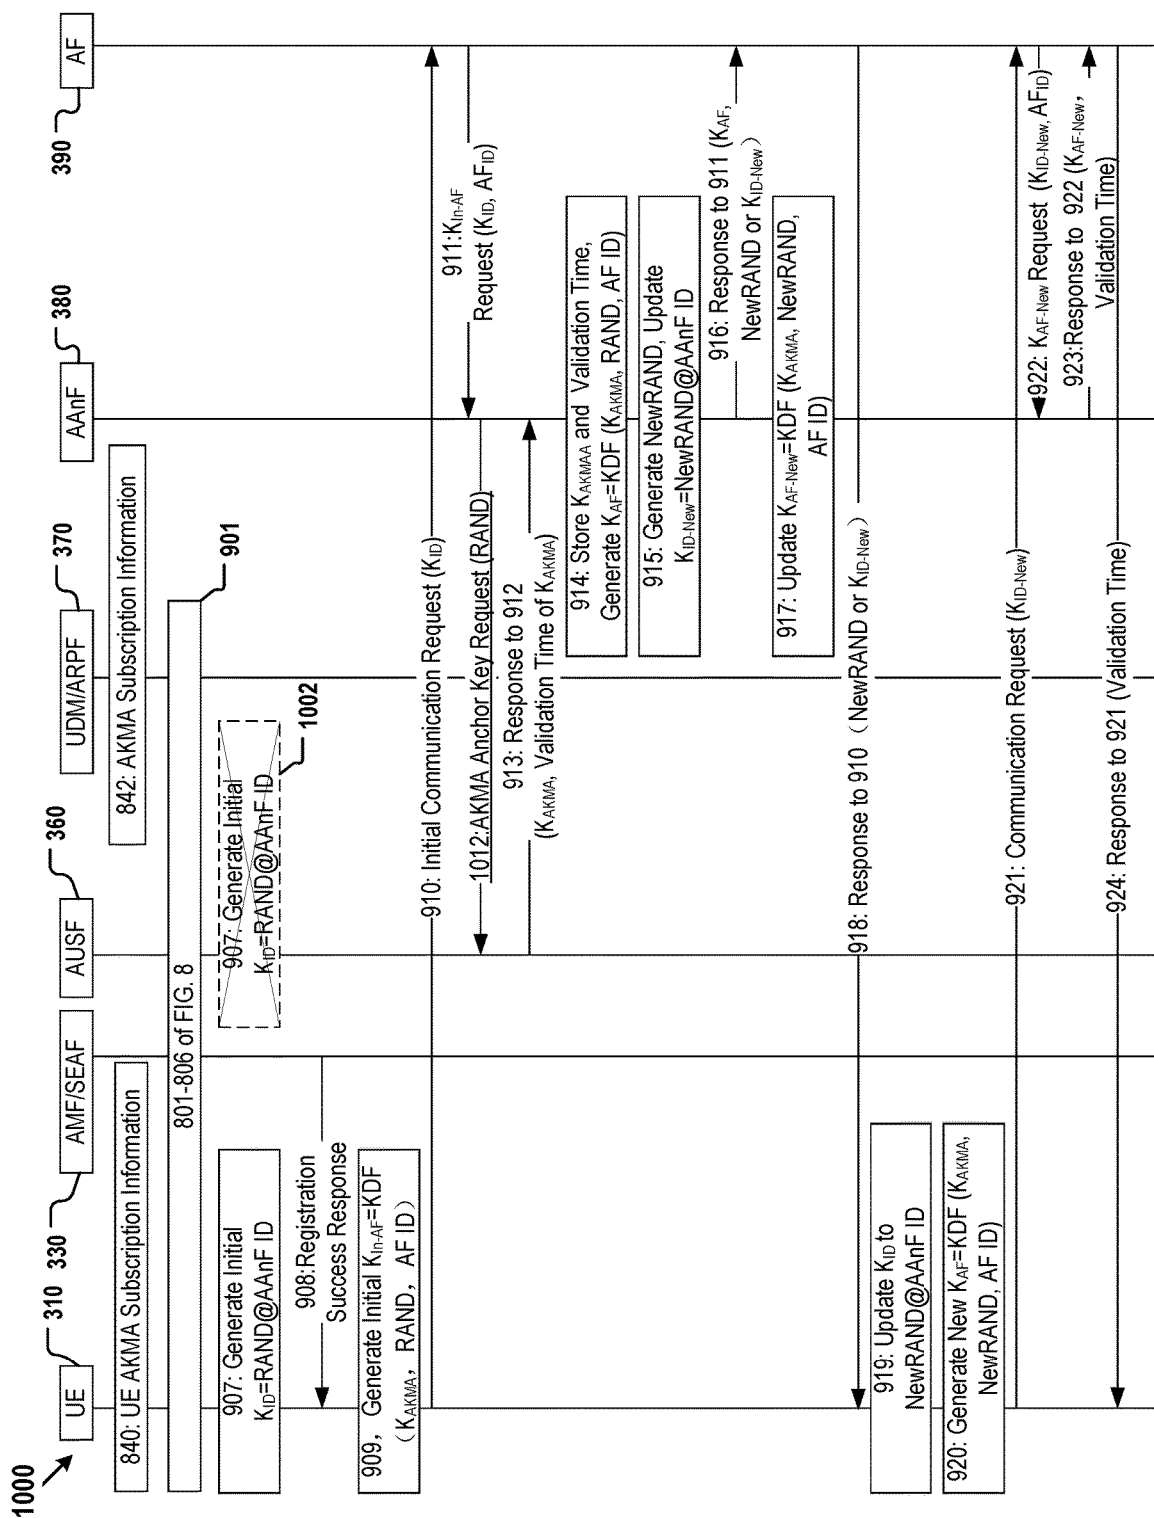 1000
UE
310
330
AMF/SEAF
AUSF
360
UDM/ARPF
370
AAnF
380
390
AF
840: UE AKMA Subscription Information
842: AKMA Subscription Information
801-806 of FIG. 8
901
907: Generate Initial
KID=RAND@AAnF ID
907: Generate Initial
KID=RAND@AAnF ID
1002
908:Registration
Success Response
909, Generate Initial KIn-AF=KDF
(KAKMA, RAND, AF ID)
910: Initial Communication Request (KID)
911:KIn-AF
Request (KID, AFID)
1012:AKMA Anchor Key Request (RAND)
913: Response to 912
(KAKMA, Validation Time of KAKMA)
914: Store KAKMAA and Validation Time,
Generate KAF=KDF (KAKMA, RAND, AF ID)
915: Generate NewRAND, Update
KID-New=NewRAND@AAnF ID
916: Response to 911 (KAF,
NewRAND or KID-New)
917: Update KAF-New=KDF (KAKMA, NewRAND,
AF ID)
918: Response to 910 (NewRAND or KID-New)
919: Update KID to
NewRAND@AAnF ID
920: Generate New KAF=KDF (KAKMA,
NewRAND, AF ID)
921: Communication Request (KID-New)
922: KAF-New Request (KID-New, AFID)
923:Response to 922 (KAF-New,
Validation Time)
924: Response to 921 (Validation Time)